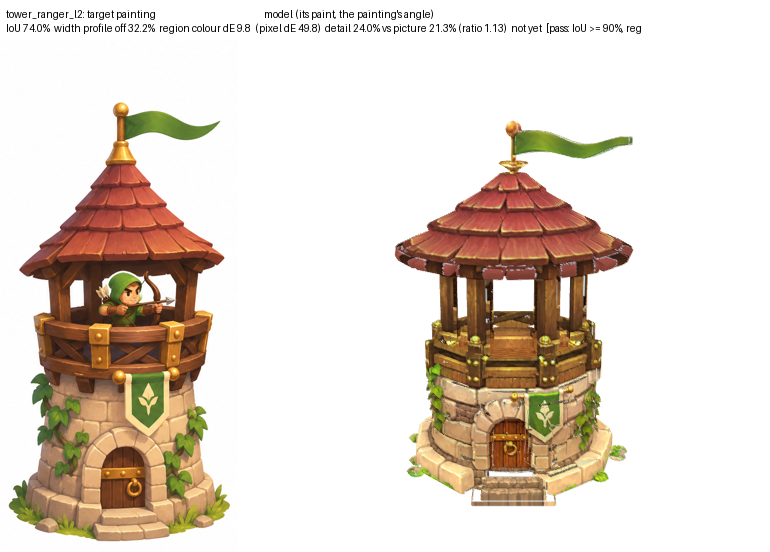 tower_ranger_l2: target painting
model (its paint, the painting's angle)
IoU 74.0% width profile off 32.2% region colour dE 9.8 (pixel dE 49.8) detail 24.0% vs picture 21.3% (ratio 1.13) not yet [pass: IoU >= 90%, reg